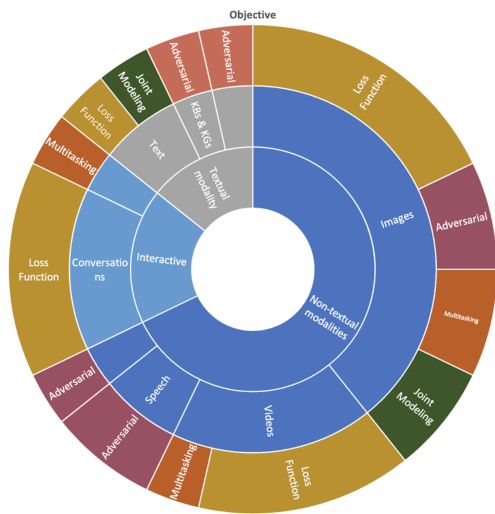 Objective
Loss
Function
Adversarial
Multitasking
Joint
Modeling
Loss
Function
Multitasking
Adversarial
Adversarial
Loss
Function
Multitasking
Loss
Function
Joint
Modeling
Adversarial
Adversarial
Images
Videos
Speech
Conversatio
ns
Text
KBs & KGs
Non-textual
modalities
Interactive
Textual
modality